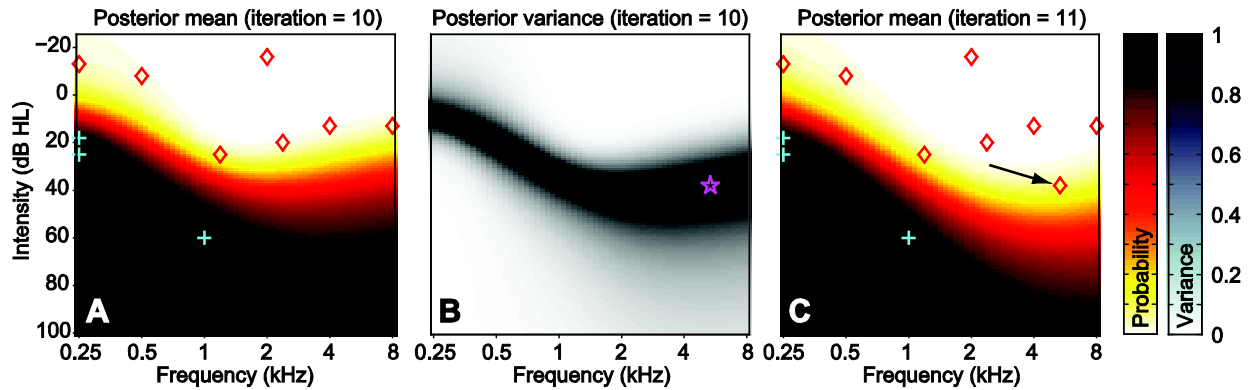 Posterior mean (iteration = 10)
Posterior variance (iteration = 10)
Posterior mean (iteration = 11)
Intensity (dB HL)
−20
0
20
40
60
80
100
A
B
C
0.25 0.5 1 2 4 8
0.25 0.5 1 2 4 8
0.25 0.5 1 2 4 8
Frequency (kHz)
Frequency (kHz)
Frequency (kHz)
Probability
Variance
1
0.8
0.6
0.4
0.2
0